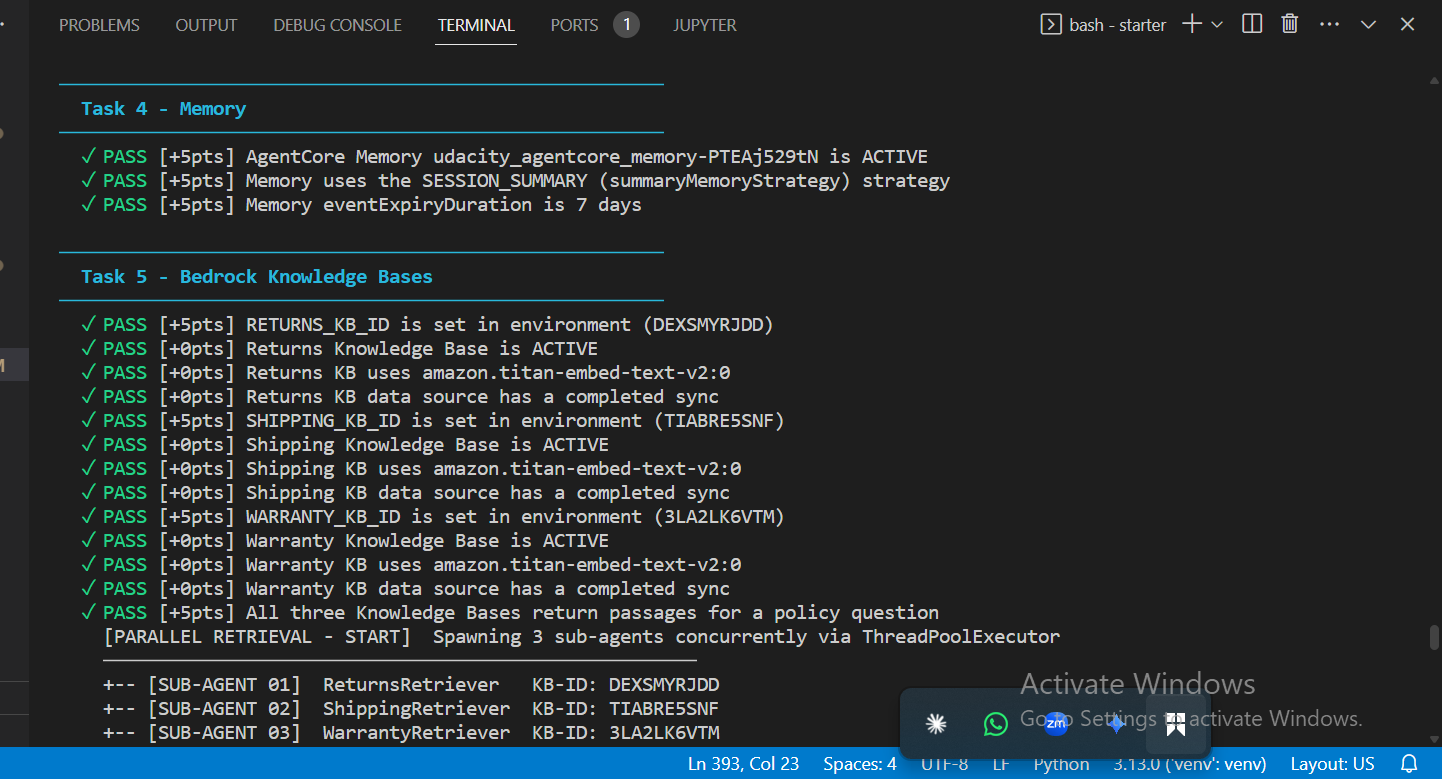 PROBLEMS OUTPUT DEBUG CONSOLE TERMINAL PORTS 1 JUPYTER bash - starter
Task 4 - Memory
✓ PASS [+5pts] AgentCore Memory udacity_agentcore_memory-PTEAj529tN is ACTIVE
✓ PASS [+5pts] Memory uses the SESSION_SUMMARY (summaryMemoryStrategy) strategy
✓ PASS [+5pts] Memory eventExpiryDuration is 7 days
Task 5 - Bedrock Knowledge Bases
✓ PASS [+5pts] RETURNS_KB_ID is set in environment (DEXSMYRJDD)
✓ PASS [+0pts] Returns Knowledge Base is ACTIVE
✓ PASS [+0pts] Returns KB uses amazon.titan-embed-text-v2:0
✓ PASS [+0pts] Returns KB data source has a completed sync
✓ PASS [+5pts] SHIPPING_KB_ID is set in environment (TIABRE5SNF)
✓ PASS [+0pts] Shipping Knowledge Base is ACTIVE
✓ PASS [+0pts] Shipping KB uses amazon.titan-embed-text-v2:0
✓ PASS [+0pts] Shipping KB data source has a completed sync
✓ PASS [+5pts] WARRANTY_KB_ID is set in environment (3LA2LK6VTM)
✓ PASS [+0pts] Warranty Knowledge Base is ACTIVE
✓ PASS [+0pts] Warranty KB uses amazon.titan-embed-text-v2:0
✓ PASS [+0pts] Warranty KB data source has a completed sync
✓ PASS [+5pts] All three Knowledge Bases return passages for a policy question
[PARALLEL RETRIEVAL - START] Spawning 3 sub-agents concurrently via ThreadPoolExecutor
+-- [SUB-AGENT 01] ReturnsRetriever KB-ID: DEXSMYRJDD
+-- [SUB-AGENT 02] ShippingRetriever KB-ID: TIABRE5SNF
+-- [SUB-AGENT 03] WarrantyRetriever KB-ID: 3LA2LK6VTM
Activate Windows
Go to Settings to activate Windows.
zm
Ln 393, Col 23 Spaces: 4 UTF-8 LF Python 3.13.0 ('venv': venv) Layout: US